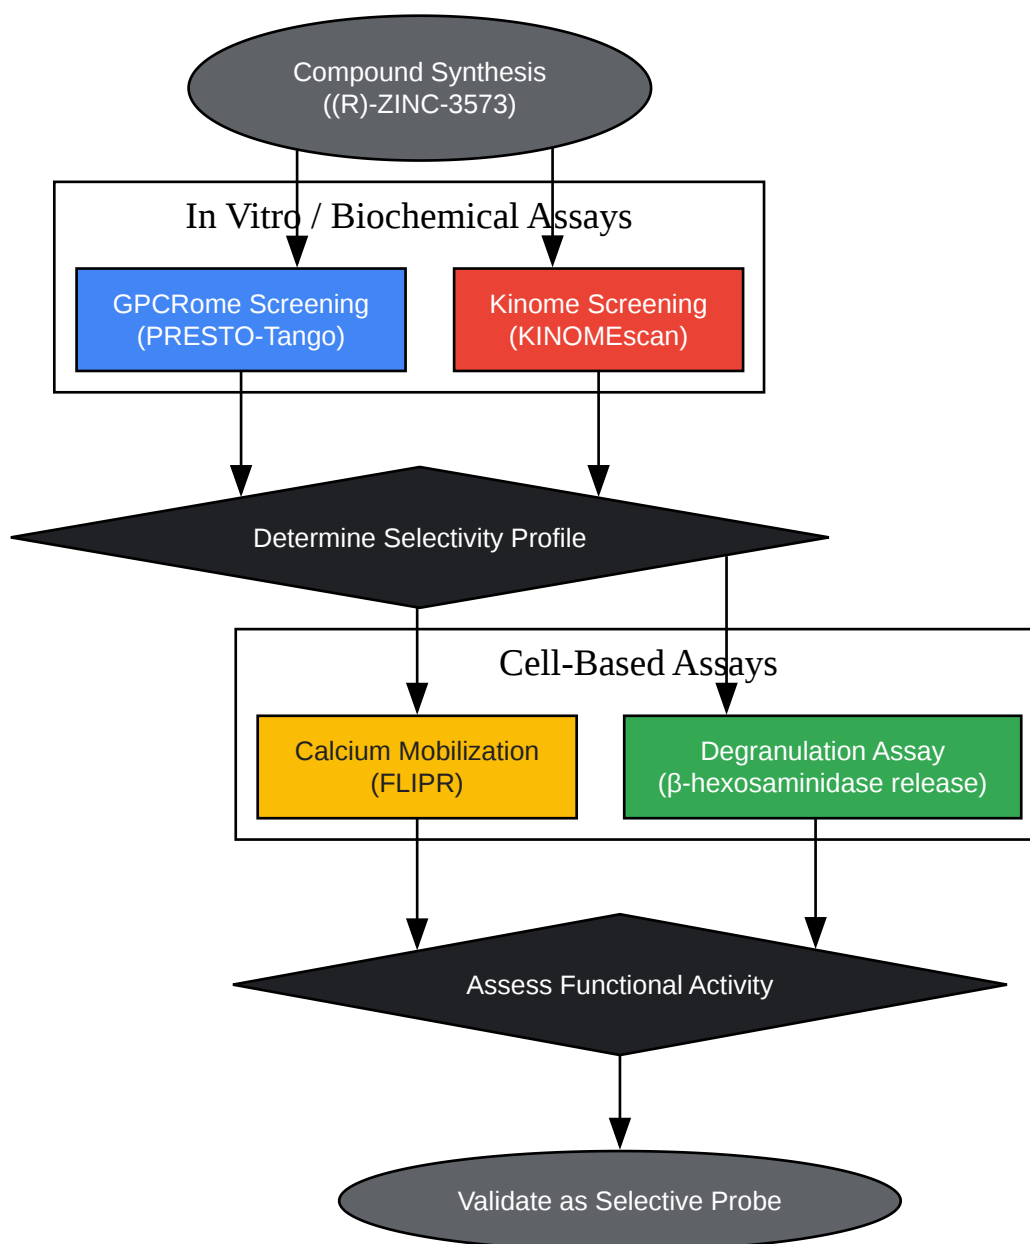 Compound Synthesis
((R)-ZINC-3573)
In Vitro / Biochemical Assays
GPCRome Screening
(PRESTO-Tango)
Kinome Screening
(KINOMEscan)
Determine Selectivity Profile
Cell-Based Assays
Calcium Mobilization
(FLIPR)
Degranulation Assay
(β-hexosaminidase release)
Assess Functional Activity
Validate as Selective Probe